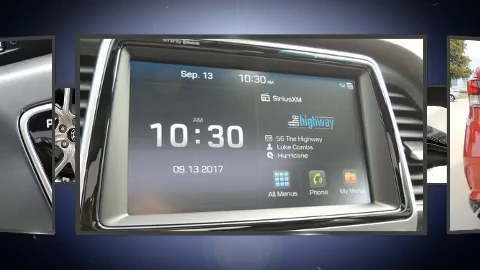 Sep. 13
10:30 AM
SiriusXM
the highway
AM
10:30
56 The Highway
Luke Combs
Hurricane
09.13.2017
All Menus
Phone
My Menu
P